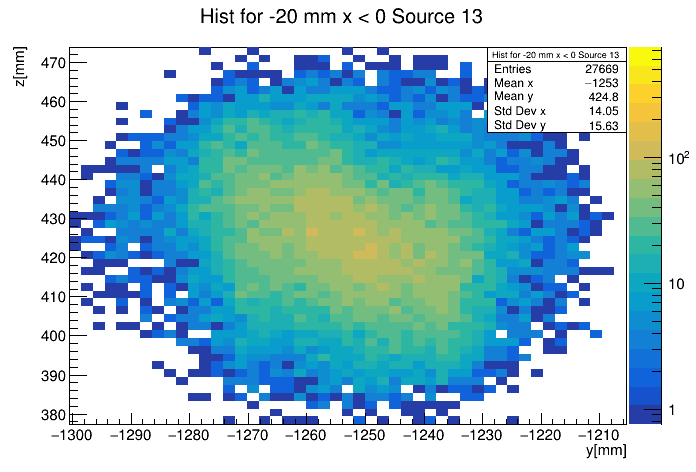 Hist for -20 mm x < 0 Source 13
z[mm]
Hist for -20 mm x < 0 Source 13
Entries 27669
Mean x −1253
Mean y 424.8
Std Dev x 14.05
Std Dev y 15.63
470
460
450
440
430
420
410
400
390
380
10²
10
1
−1300 −1290 −1280 −1270 −1260 −1250 −1240 −1230 −1220 −1210
y[mm]